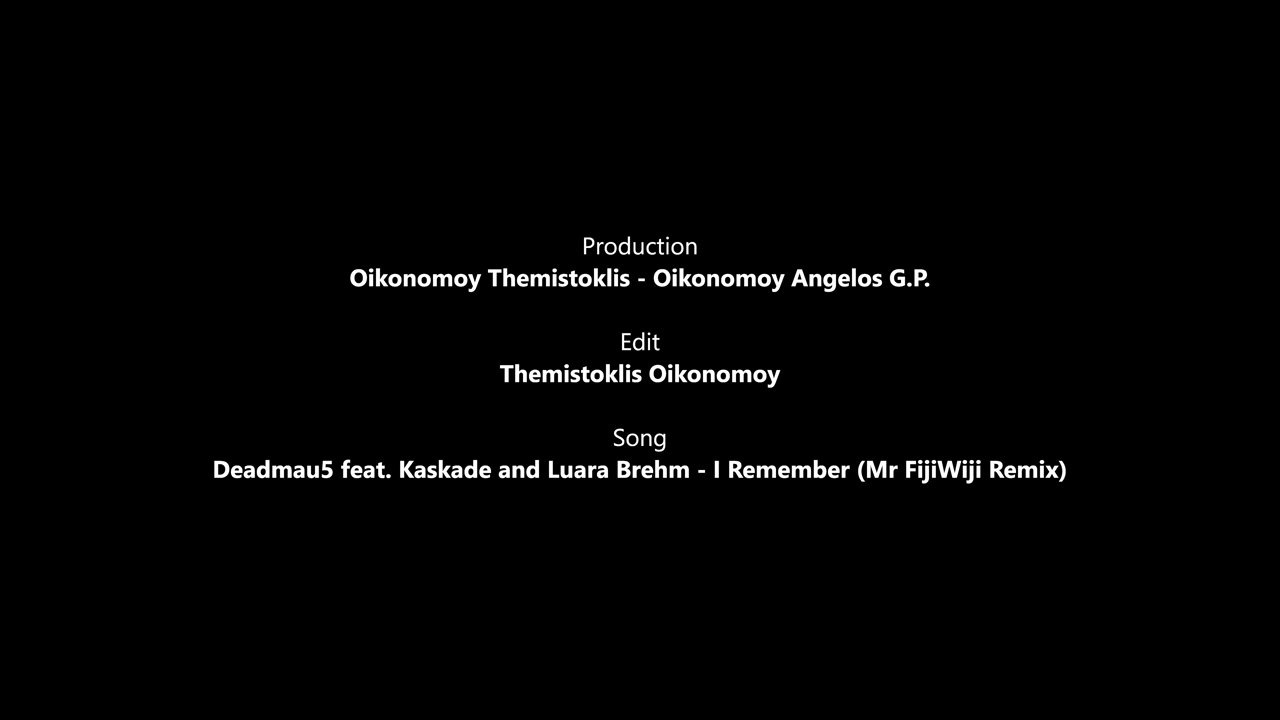 Production
Oikonomoy Themistoklis - Oikonomoy Angelos G.P.
Edit
Themistoklis Oikonomoy
Song
Deadmau5 feat. Kaskade and Luara Brehm - I Remember (Mr FijiWiji Remix)